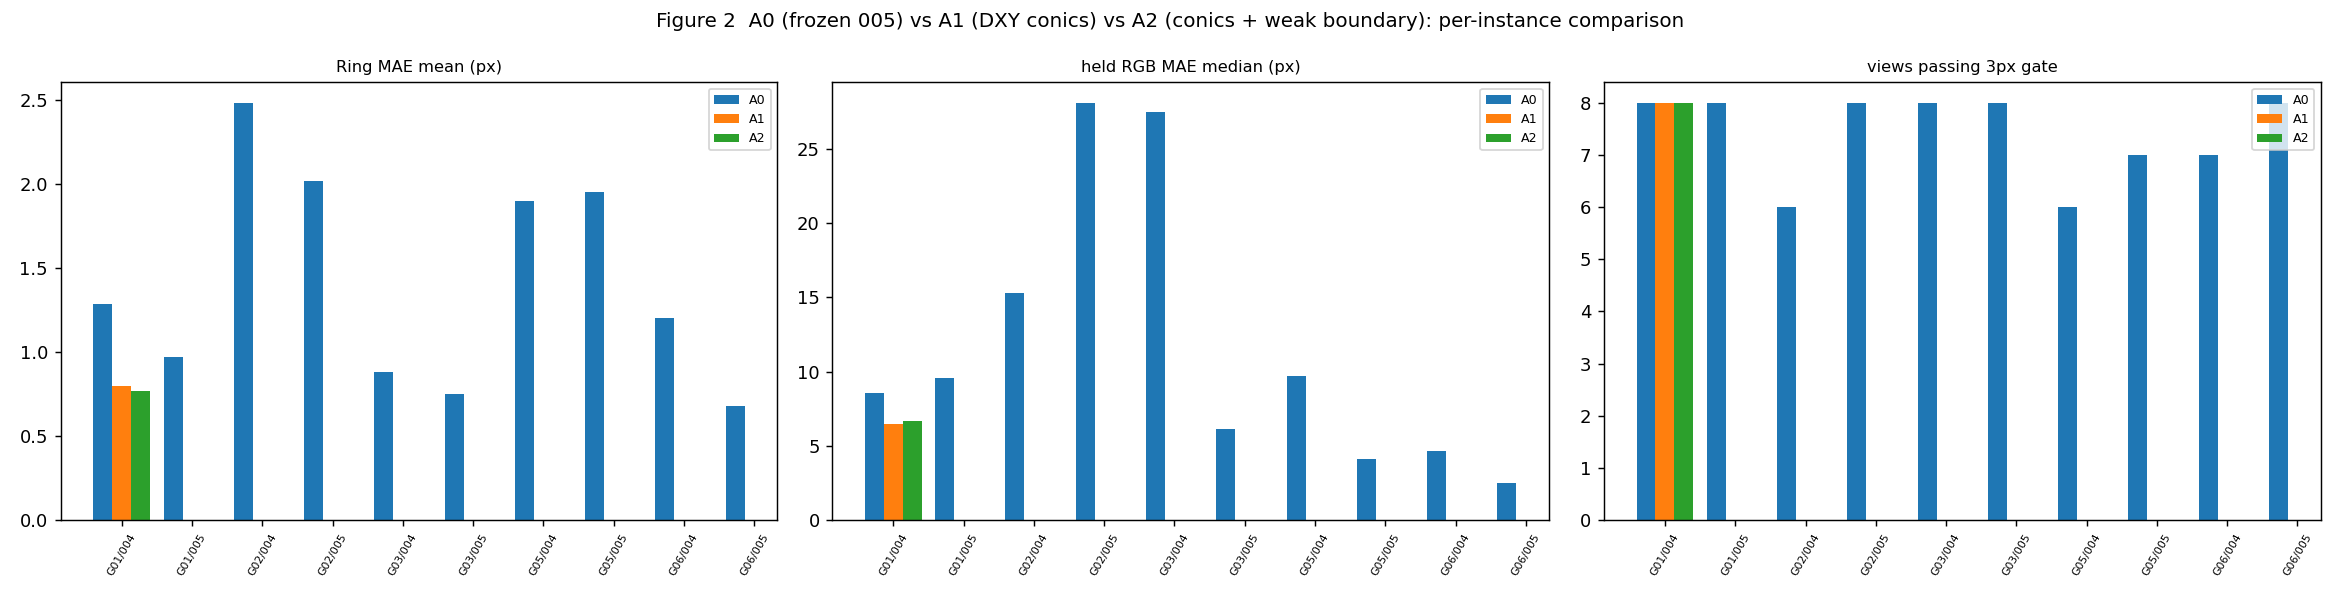 Figure 2  A0 (frozen 005) vs A1 (DXY conics) vs A2 (conics + weak boundary): per-instance comparison
Ring MAE mean (px)
2.5
2.0
1.5
1.0
0.5
0.0
A0
A1
A2
G01/004
G01/005
G02/004
G02/005
G03/004
G03/005
G05/004
G05/005
G06/004
G06/005
held RGB MAE median (px)
25
20
15
10
5
0
A0
A1
A2
G01/004
G01/005
G02/004
G02/005
G03/004
G03/005
G05/004
G05/005
G06/004
G06/005
views passing 3px gate
8
7
6
5
4
3
2
1
0
A0
A1
A2
G01/004
G01/005
G02/004
G02/005
G03/004
G03/005
G05/004
G05/005
G06/004
G06/005